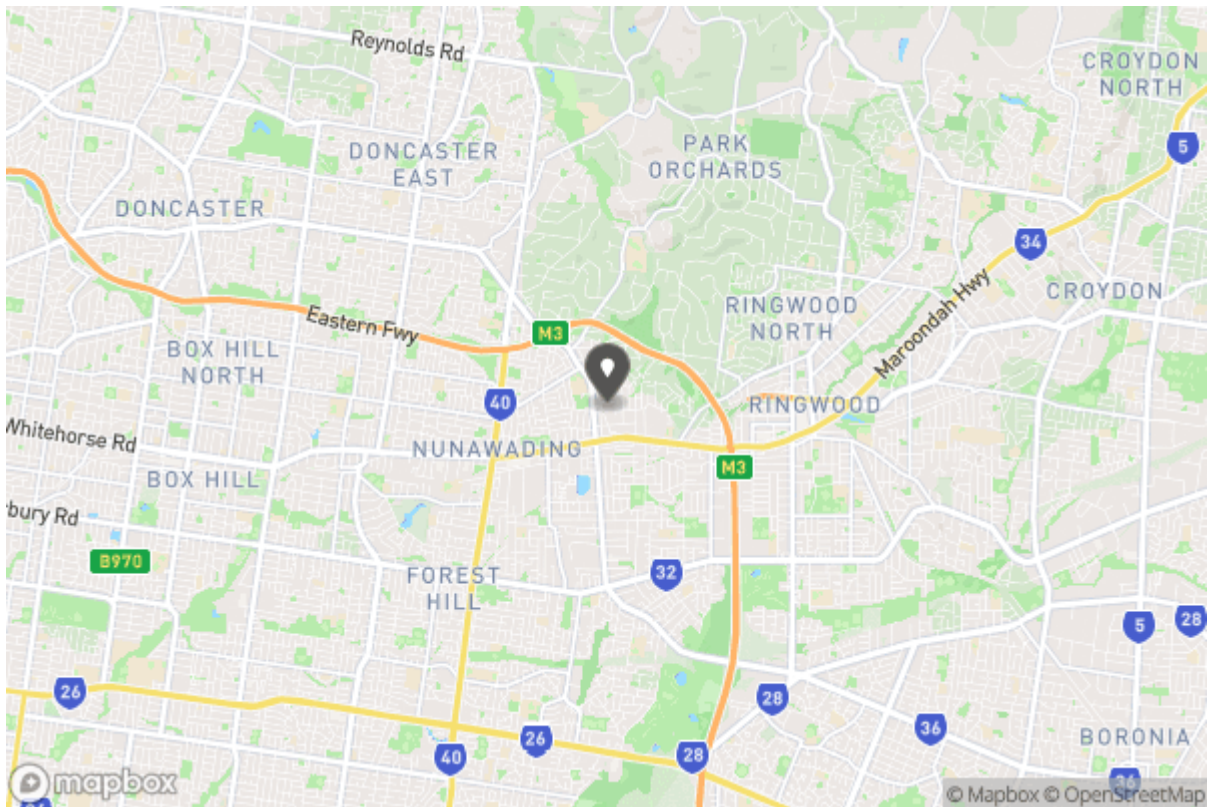 Reynolds Rd
CROYDON
NORTH
5
PARK
ORCHARDS
DONCASTER
EAST
DONCASTER
34
CROYDON
Maroondah Hwy
RINGWOOD
NORTH
Eastern Fwy
M3
BOX HILL
NORTH
40
RINGWOOD
Whitehorse Rd
NUNAWADING
M3
BOX HILL
rbury Rd
B970
FOREST
HILL
32
5
28
26
28
36
26
40
28
BORONIA
36
mapbox
© Mapbox © OpenStreetMap